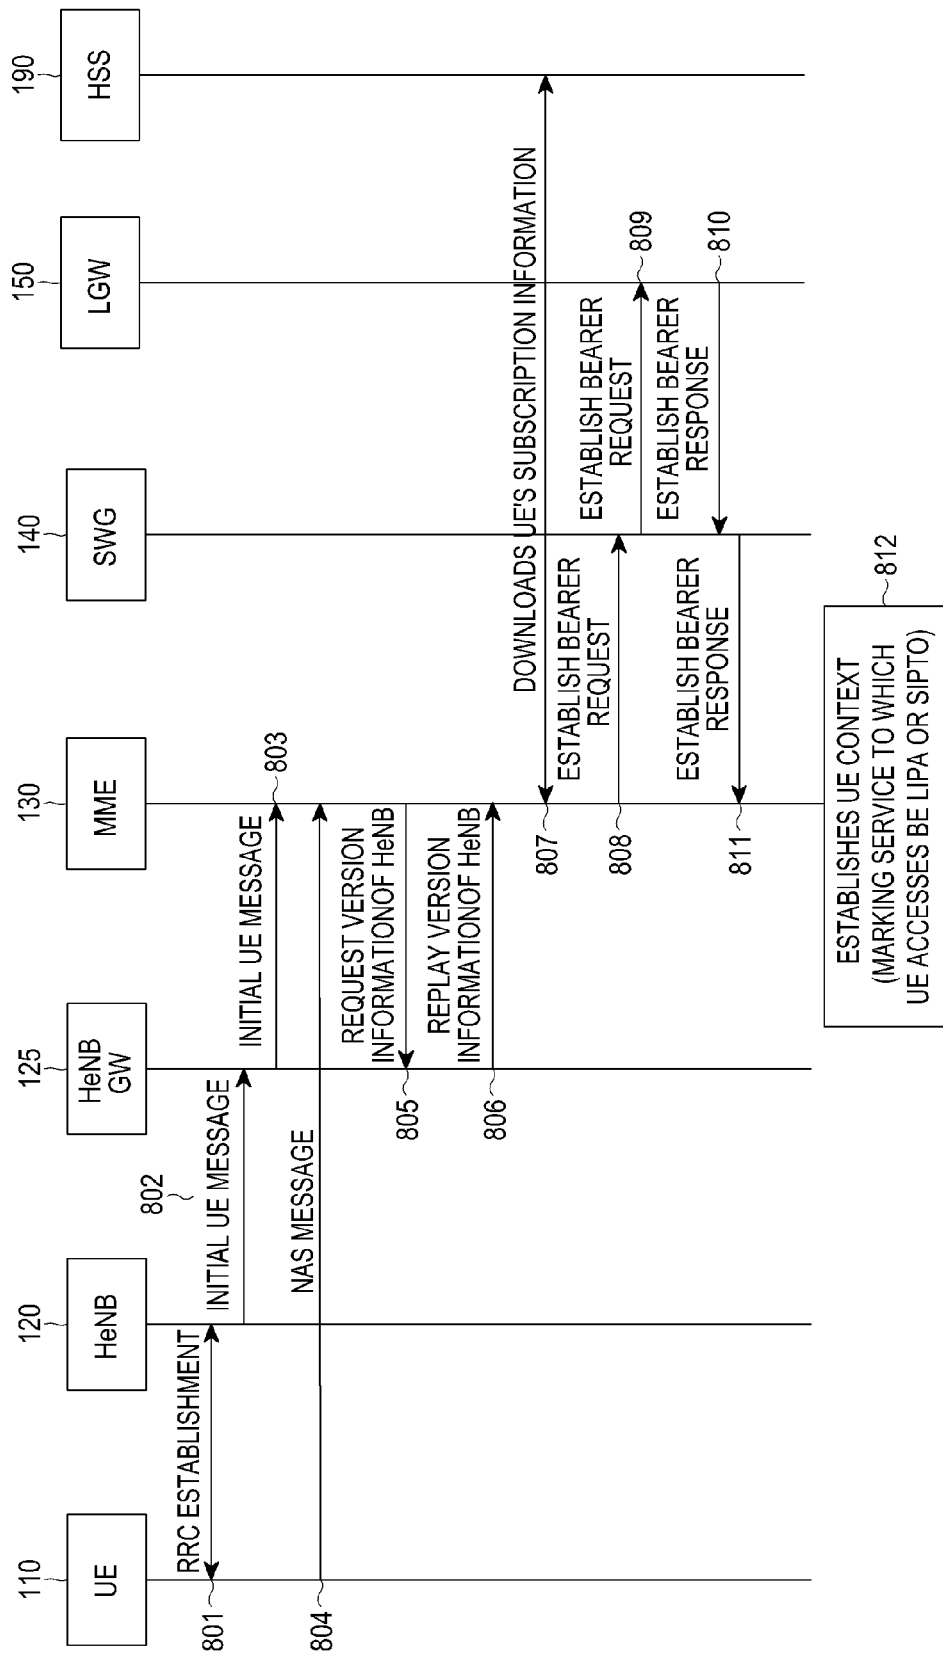 110
UE
120
HeNB
125
HeNB
GW
130
MME
140
SWG
150
LGW
190
HSS
RRC ESTABLISHMENT
801
802
INITIAL UE MESSAGE
INITIAL UE MESSAGE
803
NAS MESSAGE
804
REQUEST VERSION
INFORMATIONOF HeNB
805
REPLAY VERSION
INFORMATIONOF HeNB
806
DOWNLOADS UE'S SUBSCRIPTION INFORMATION
807
ESTABLISH BEARER
REQUEST
808
ESTABLISH BEARER
REQUEST
809
ESTABLISH BEARER
RESPONSE
810
ESTABLISH BEARER
RESPONSE
811
ESTABLISHES UE CONTEXT
(MARKING SERVICE TO WHICH
UE ACCESSES BE LIPA OR SIPTO)
812